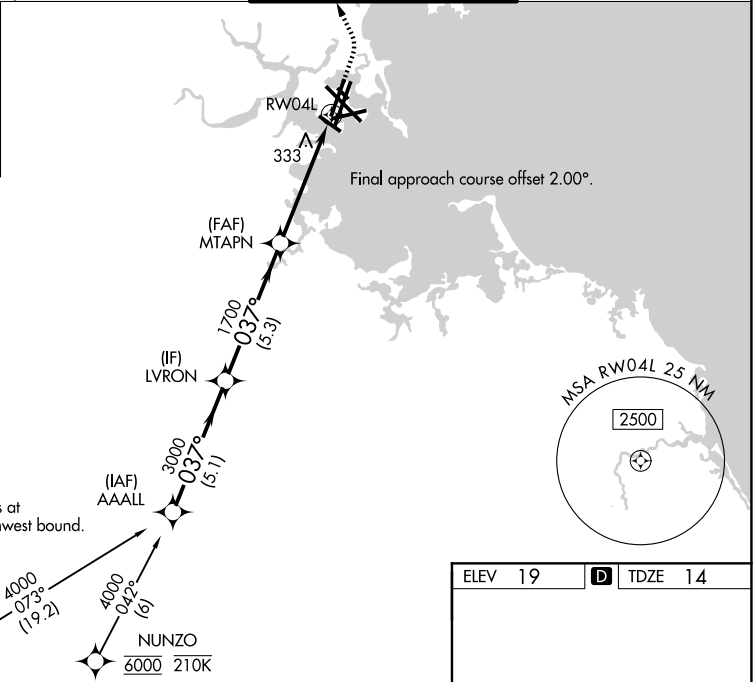 RW04L
333
Final approach course offset 2.00°.
(FAF)
MTAPN
1700
037°
(5.3)
(IF)
LVRON
MSA RW04L 25 NM
2500
3000
037°
(5.1)
(IAF)
AAALL
at
west bound.
4000
073°
(19.2)
4000
042°
(6)
NUNZO
6000 210K
ELEV 19 D TDZE 14